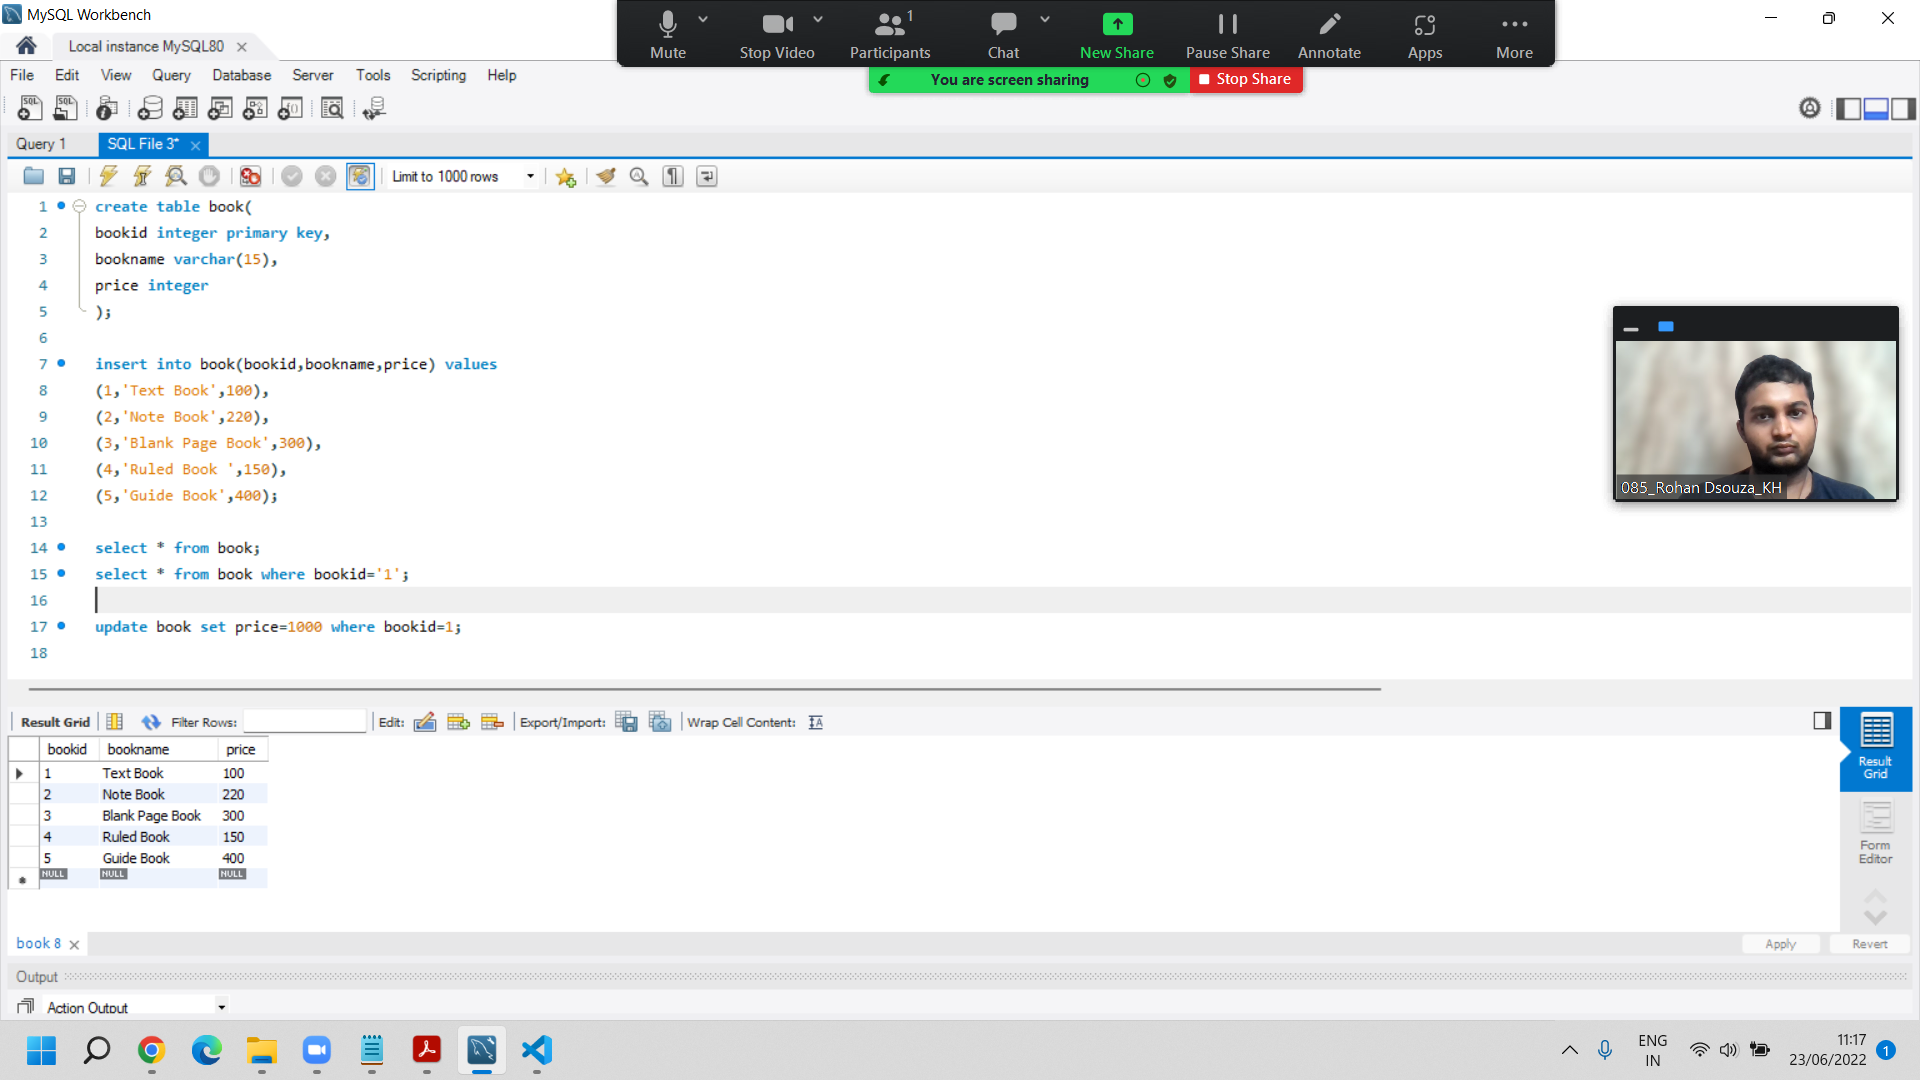 MySQL Workbench
Local instance MySQL80
Mute
Stop Video
1
Participants
Chat
New Share
Pause Share
Annotate
Apps
More
You are screen sharing
Stop Share
File Edit View Query Database Server Tools Scripting Help
Query 1
SQL File 3*
Limit to 1000 rows
1 create table book(
2 bookid integer primary key,
3 bookname varchar(15),
4 price integer
5 );
6
7 insert into book(bookid,bookname,price) values
8 (1,'Text Book',100),
9 (2,'Note Book',220),
10 (3,'Blank Page Book',300),
11 (4,'Ruled Book ',150),
12 (5,'Guide Book',400);
13
14 select * from book;
15 select * from book where bookid='1';
16
17 update book set price=1000 where bookid=1;
18
085_Rohan Dsouza_KH
Result Grid
Filter Rows:
Edit:
Export/Import:
Wrap Cell Content:
bookid bookname price
1 Text Book 100
2 Note Book 220
3 Blank Page Book 300
4 Ruled Book 150
5 Guide Book 400
NULL NULL NULL
Result
Grid
Form
Editor
book 8
Apply
Revert
Output
Action Output
ENG
IN
11:17
23/06/2022
1